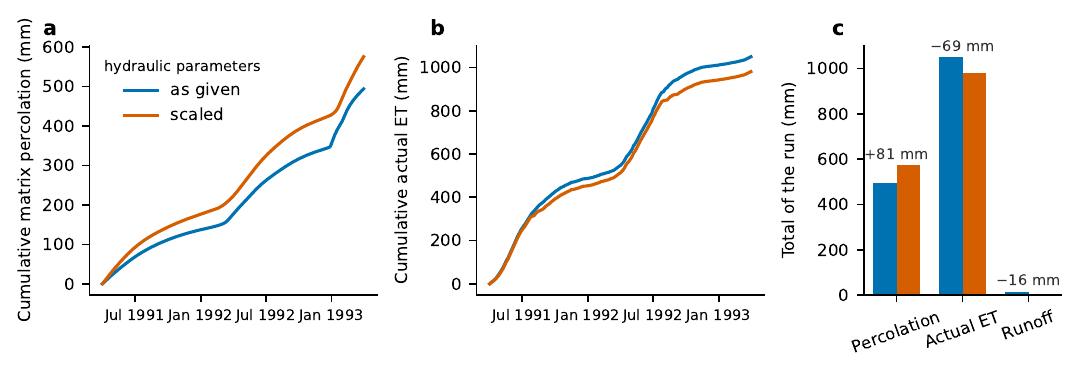 a
Cumulative matrix percolation (mm)
600
500
400
300
200
100
0
hydraulic parameters
as given
scaled
Jul 1991 Jan 1992 Jul 1992 Jan 1993
b
Cumulative actual ET (mm)
1000
800
600
400
200
0
Jul 1991 Jan 1992 Jul 1992 Jan 1993
c
Total of the run (mm)
1000
800
600
400
200
0
−69 mm
+81 mm
−16 mm
Percolation
Actual ET
Runoff